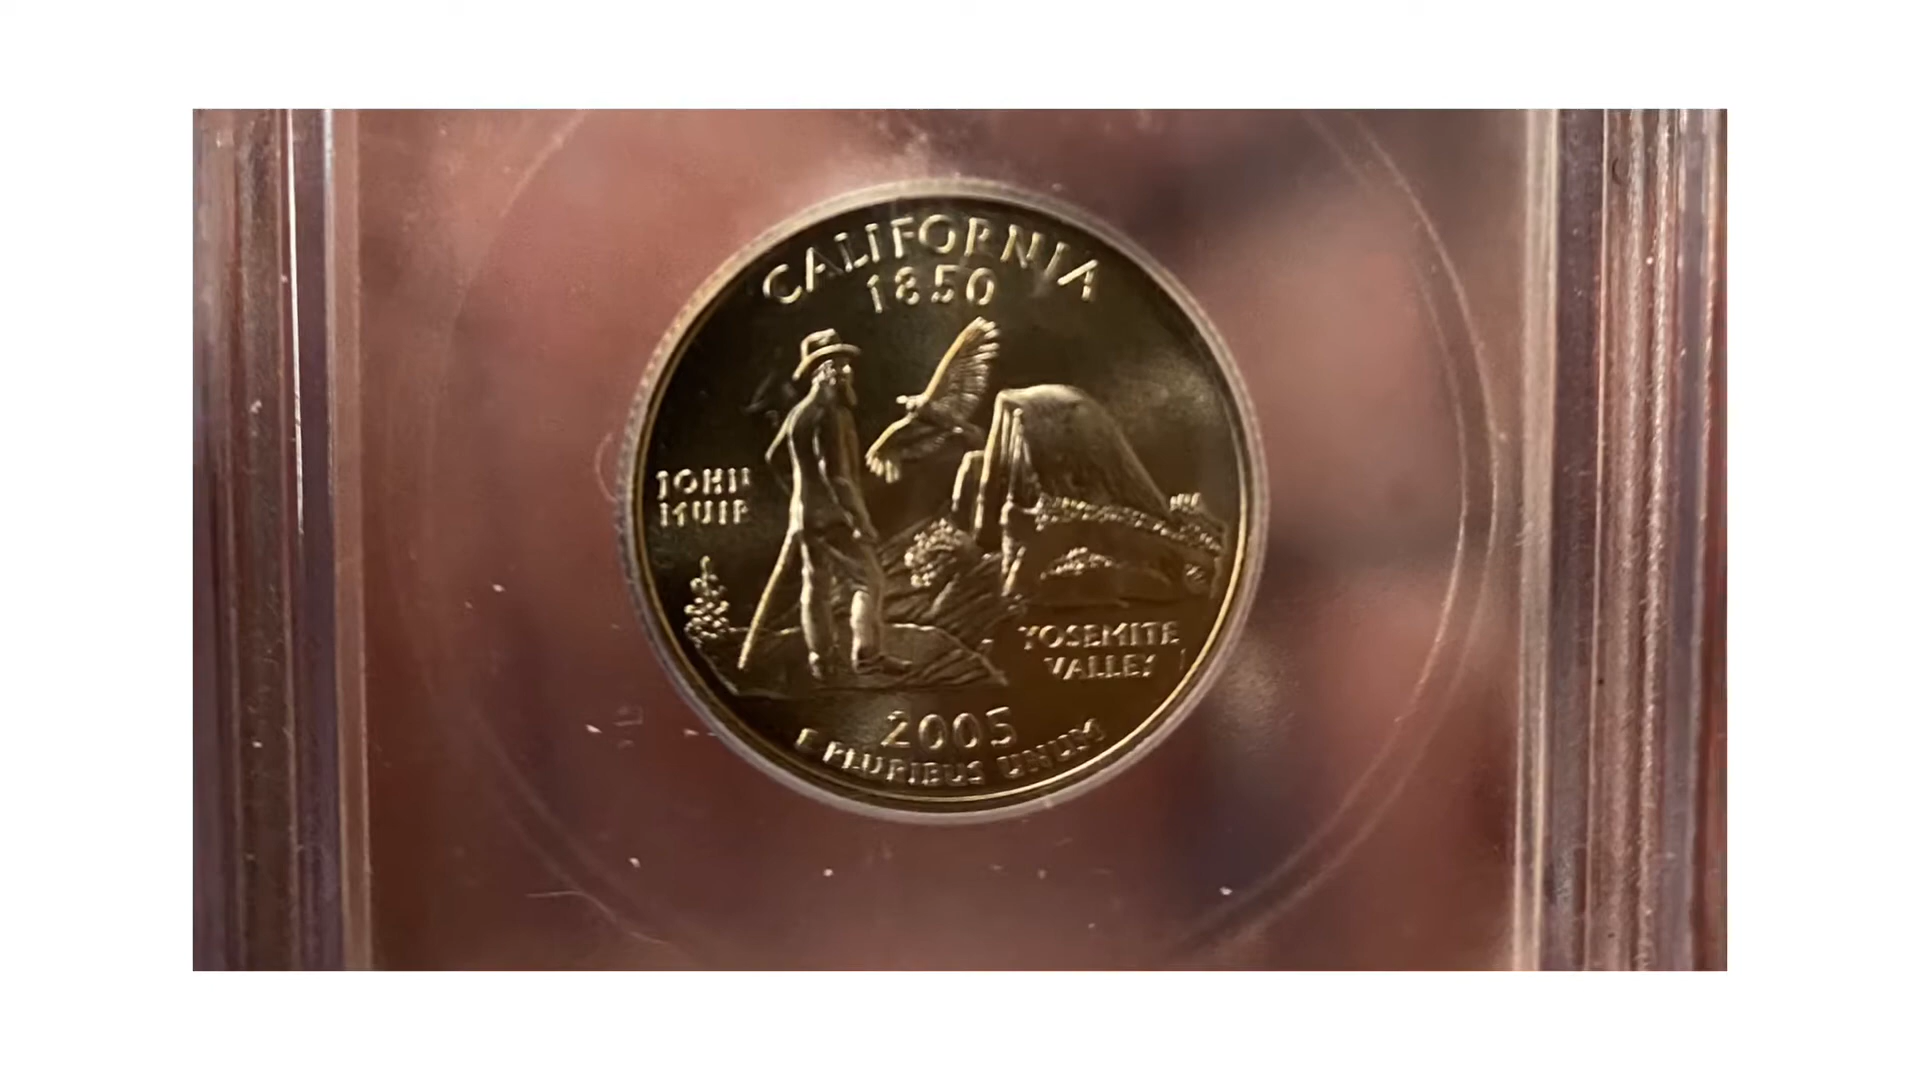 CALIFORNIA
1850
JOHN
MUIR
YOSEMITE
VALLEY
2005
E PLURIBUS UNUM